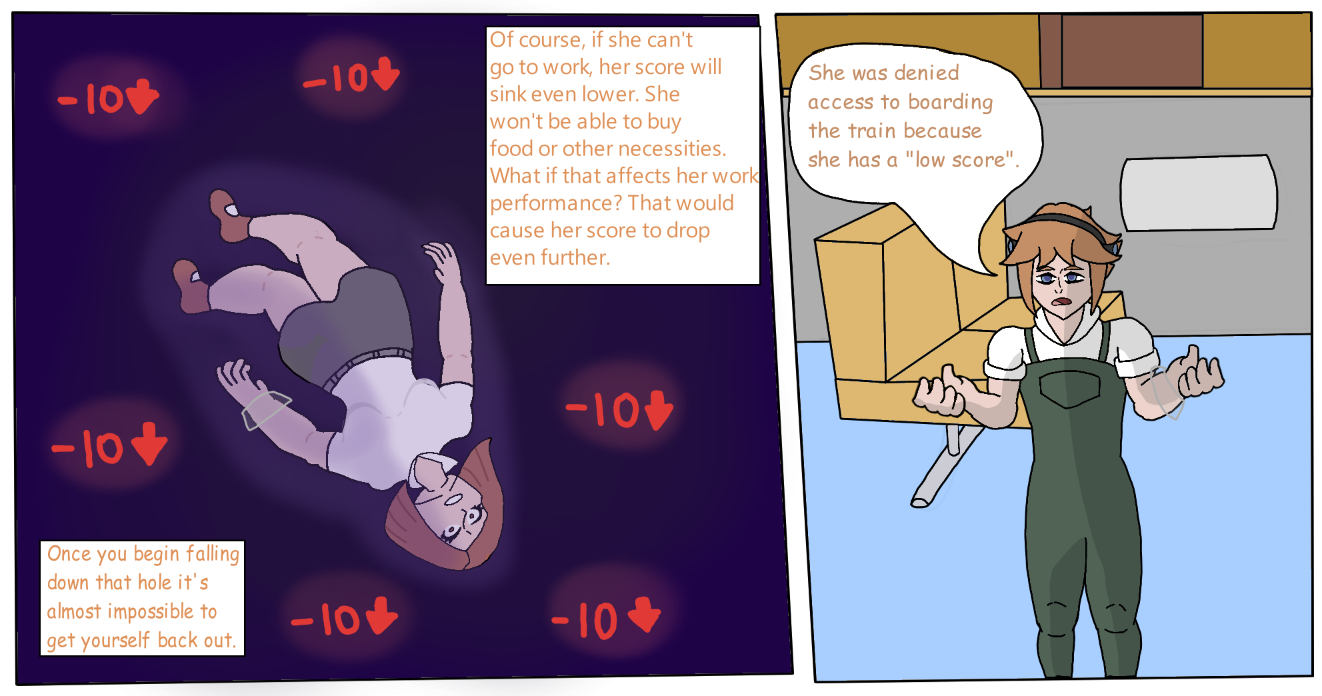 -10
-10
Of course, if she can't
go to work, her score will
sink even lower. She
won't be able to buy
food or other necessities.
What if that affects her work
performance? That would
cause her score to drop
even further.
-10
-10
Once you begin falling
down that hole it's
almost impossible to
get yourself back out.
-10
-10
She was denied
access to boarding
the train because
she has a "low score".